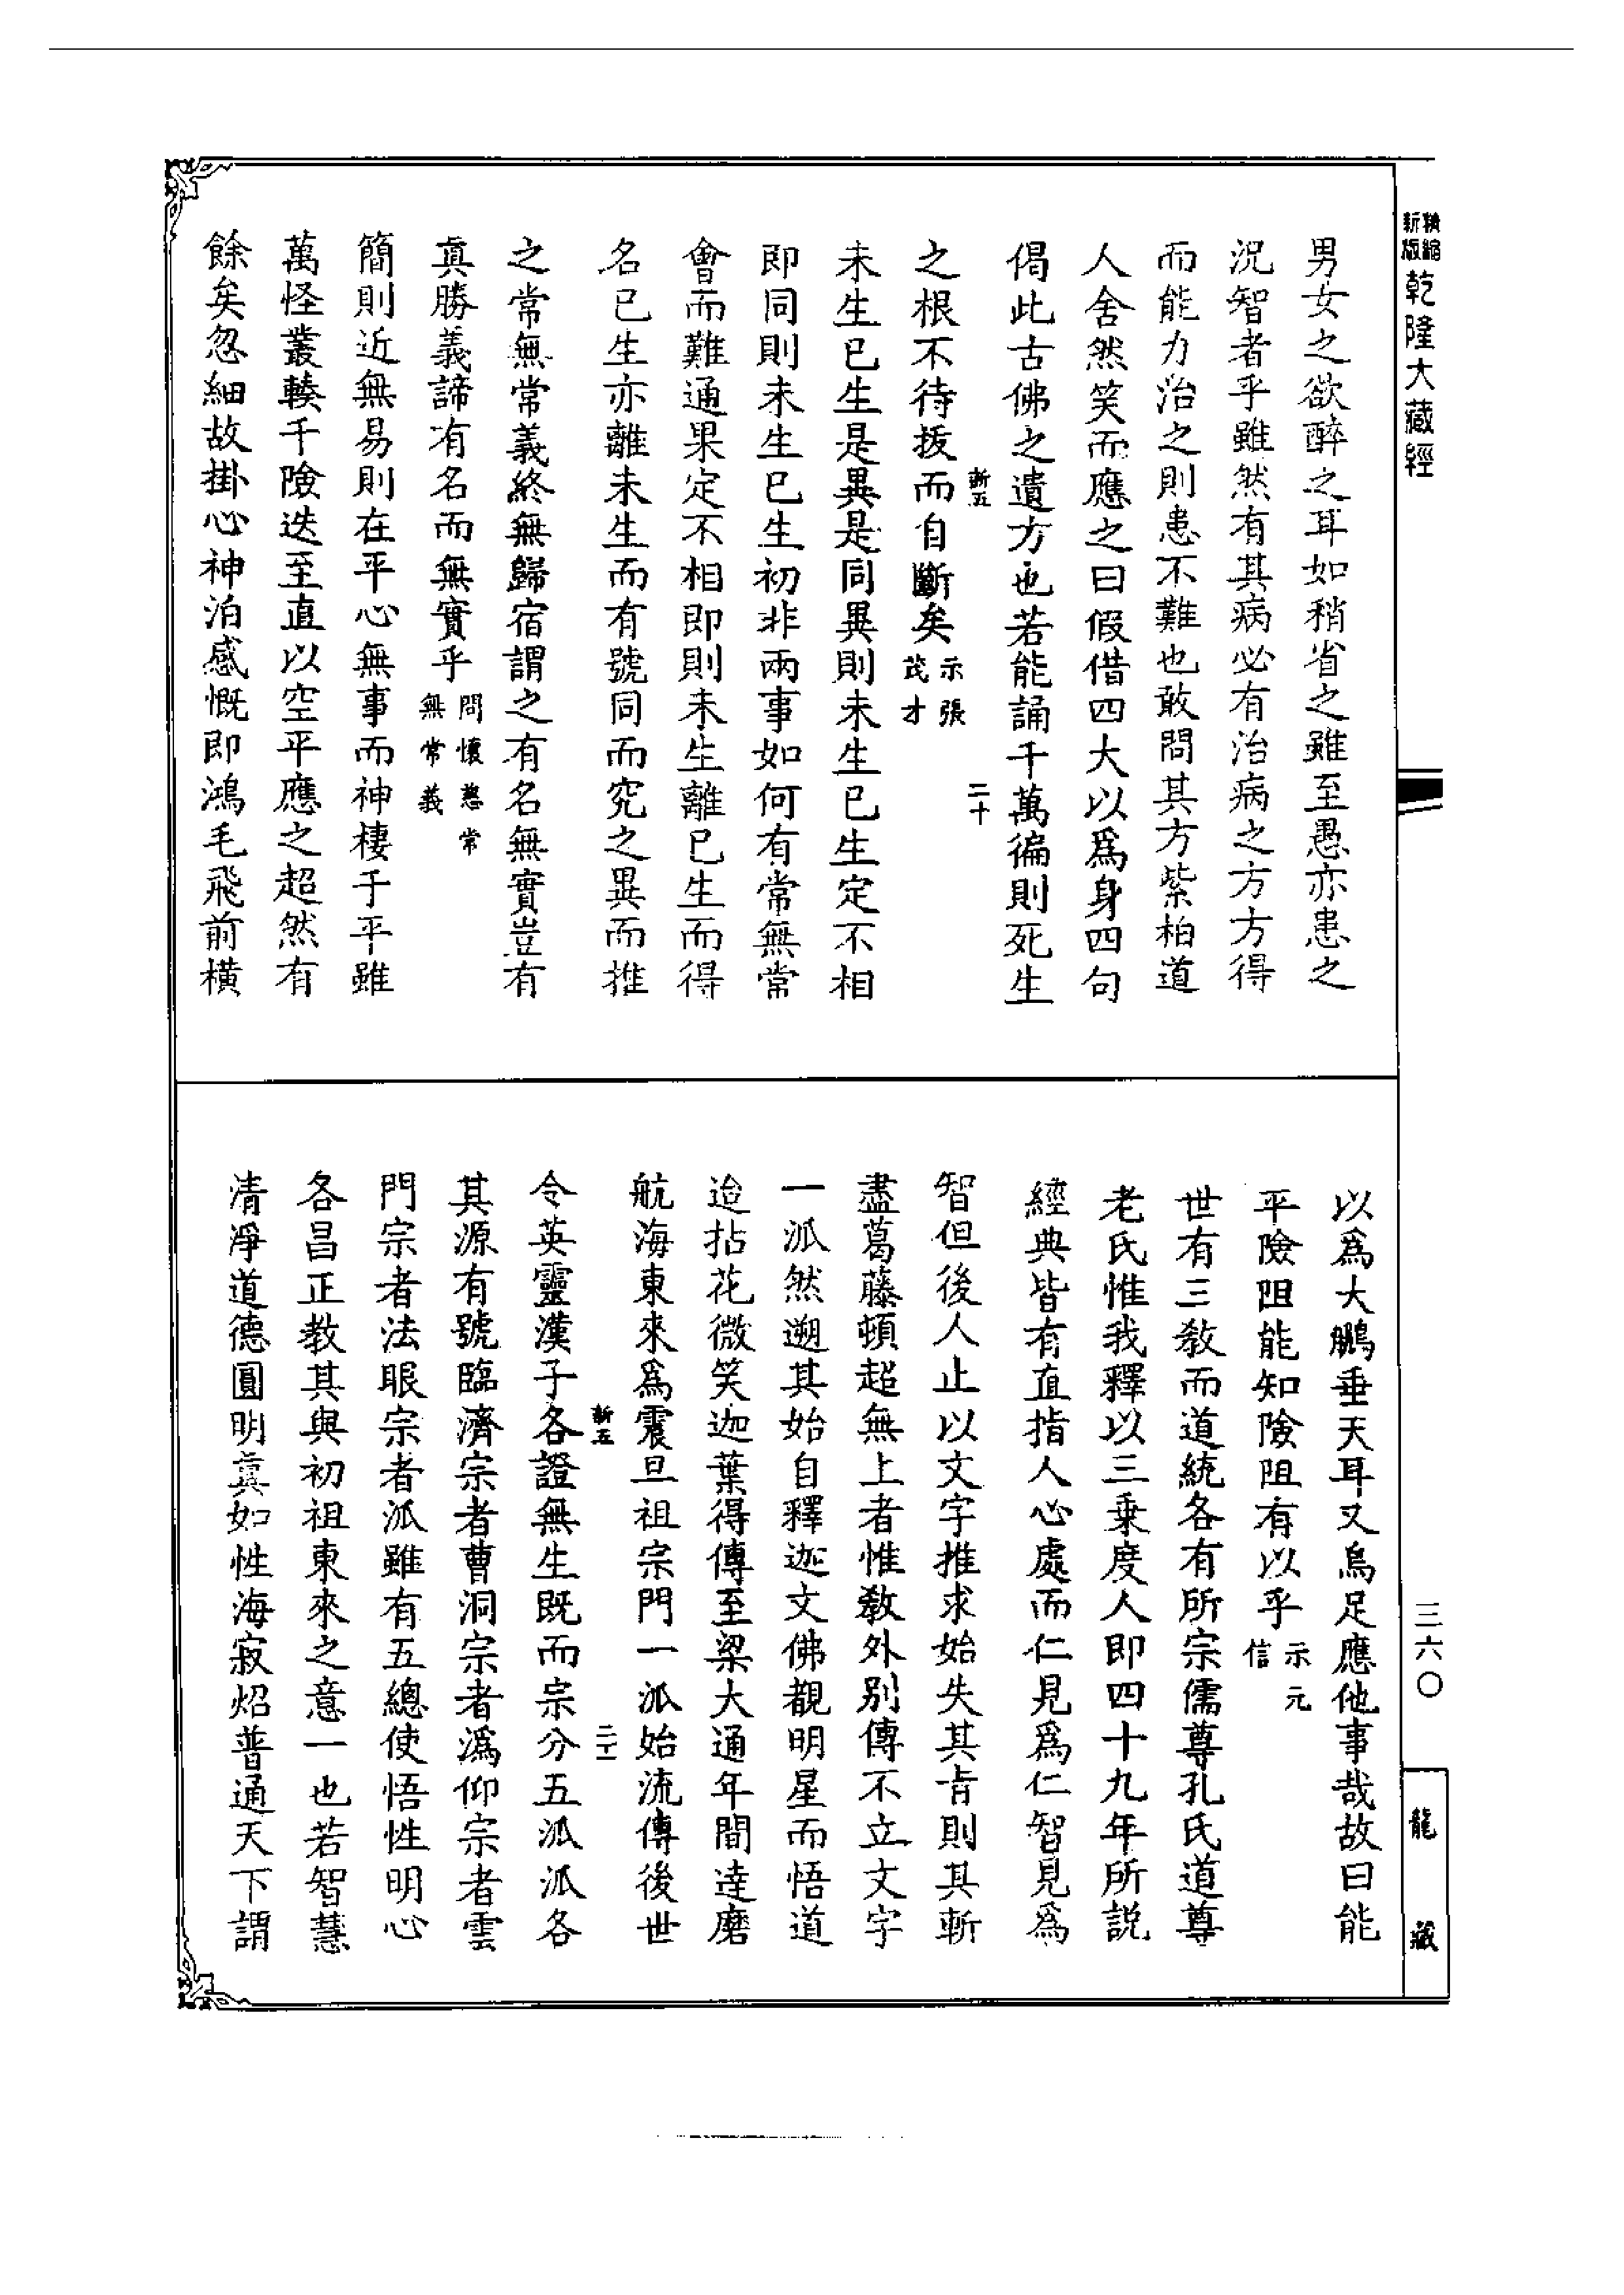 精縮
新版
乾隆大藏經
男女之欲醉之耳如稍省之雖至愚亦患之
況智者乎雖然有其病必有治病之方方得
而能力治之則患不難也敢問其方紫柏道
人舍然笑而應之曰假借四大以爲身四句
偈此古佛之遺方也若能誦千萬徧則死生
之根不待拔而自斷矣示張茂才
新五
二十
未生已生是異是同異則未生已生定不相
即同則未生已生初非兩事如何有常無常
會而難通果定不相即則未生離已生而得
名已生亦離未生而有號同而究之異而推
之常無常義終無歸宿謂之有名無實豈有
真勝義諦有名而無實乎問懷慈常無常義
簡則近無易則在平心無事而神棲于平雖
萬怪叢轃千險迭至直以空平應之超然有
餘矣忽細故掛心神泊感慨即鴻毛飛前橫
以爲大鵬垂天耳又烏足應他事哉故曰能
平險阻能知險阻有以乎示元信
世有三教而道統各有所宗儒尊孔氏道尊
老氏惟我釋以三乗度人即四十九年所説
經典皆有直指人心處而仁見爲仁智見爲
智但後人止以文字推求始失其旨則其斬
盡葛藤頓超無上者惟教外别傳不立文字
一派然遡其始自釋迦文佛覩明星而悟道
迨拈花微笑迦葉得傳至梁大通年間達磨
航海東來爲震旦祖宗門一派始流傳後世
新五
二十一
令英靈漢子各證無生既而宗分五派派各
其源有號臨濟宗者曹洞宗者潙仰宗者雲
門宗者法眼宗者派雖有五總使悟性明心
各昌正教其與初祖東來之意一也若智慧
清淨道德圓明真如性海寂炤普通天下謂
三六〇
龍藏